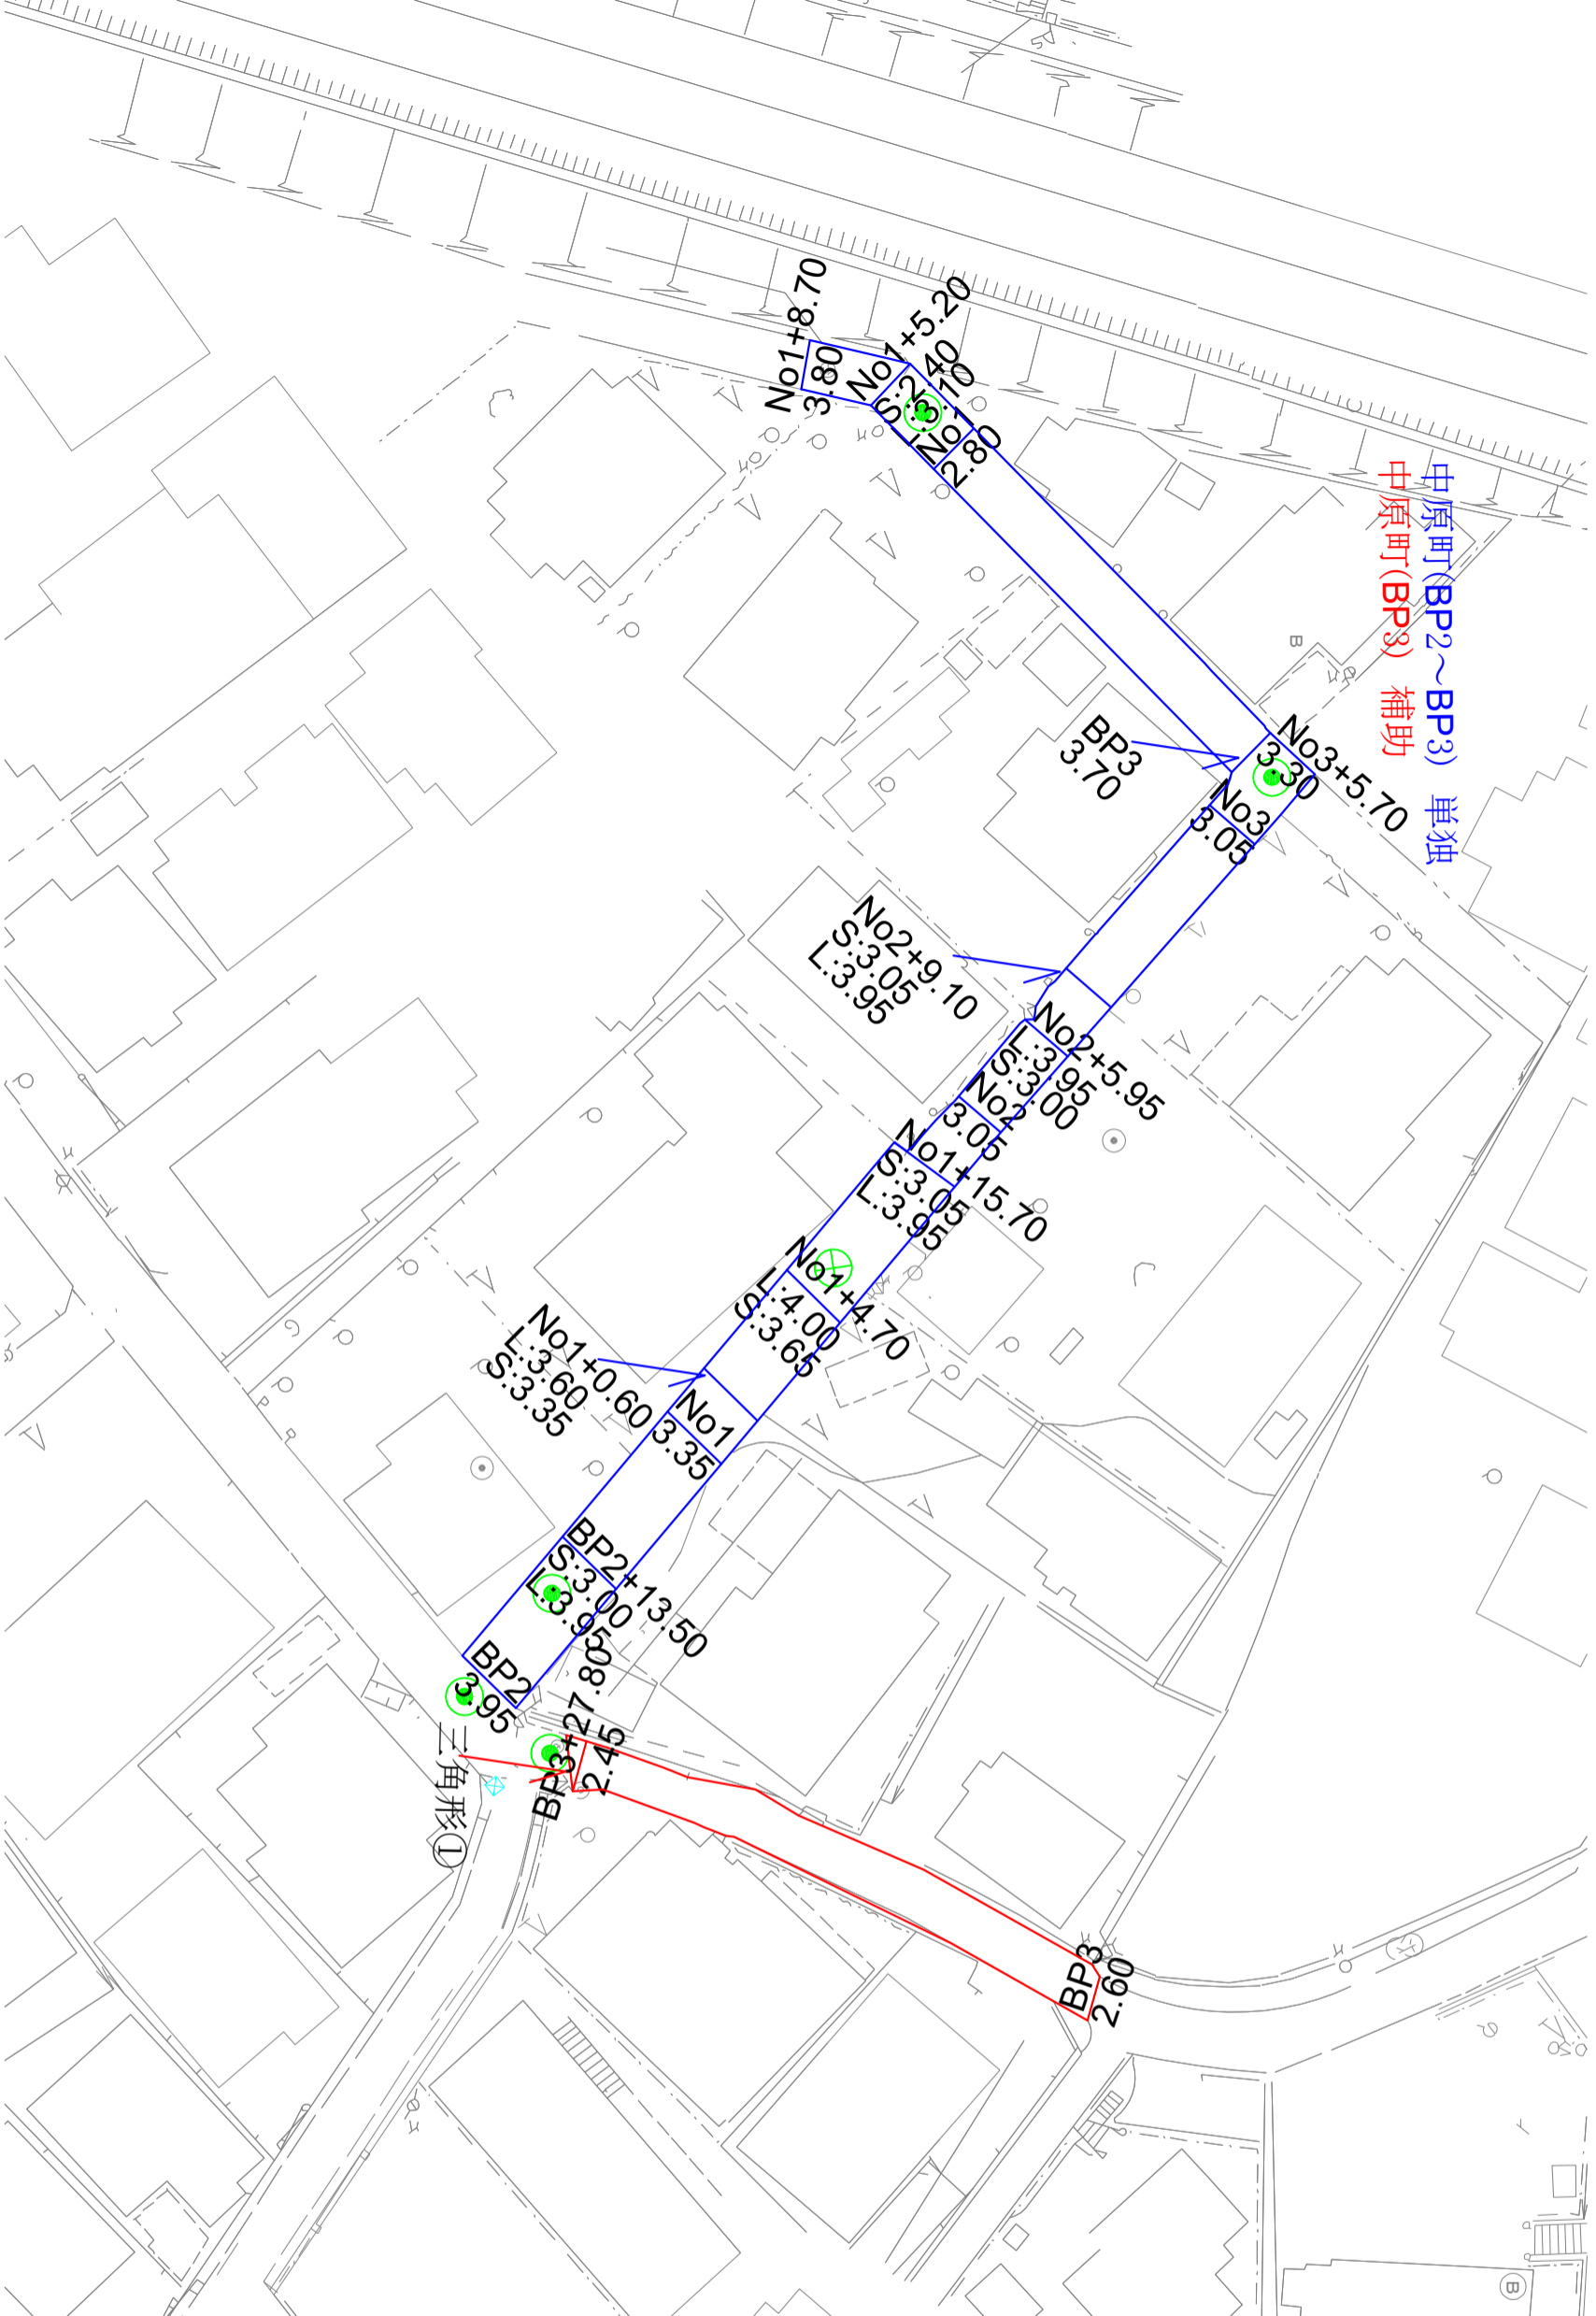 中原町(BP2～BP3) 単独
中原町(BP3) 補助
No1+8.70
3.80
No1+5.20
S:2.40
L:3.10
No1
2.80
BP3
3.70
No3+5.70
3.30
No3
3.05
No2+9.10
S:3.05
L:3.95
No2+5.95
L:3.95
S:3.00
No2
3.05
No1+15.70
S:3.05
L:3.95
No1+4.70
L:4.00
S:3.65
No1+0.60
L:3.60
S:3.35
No1
3.35
BP2+13.50
S:3.00
L:3.95
BP2
3.95
三角形①
BP3+27.80
2.45
BP3
2.60
B
B